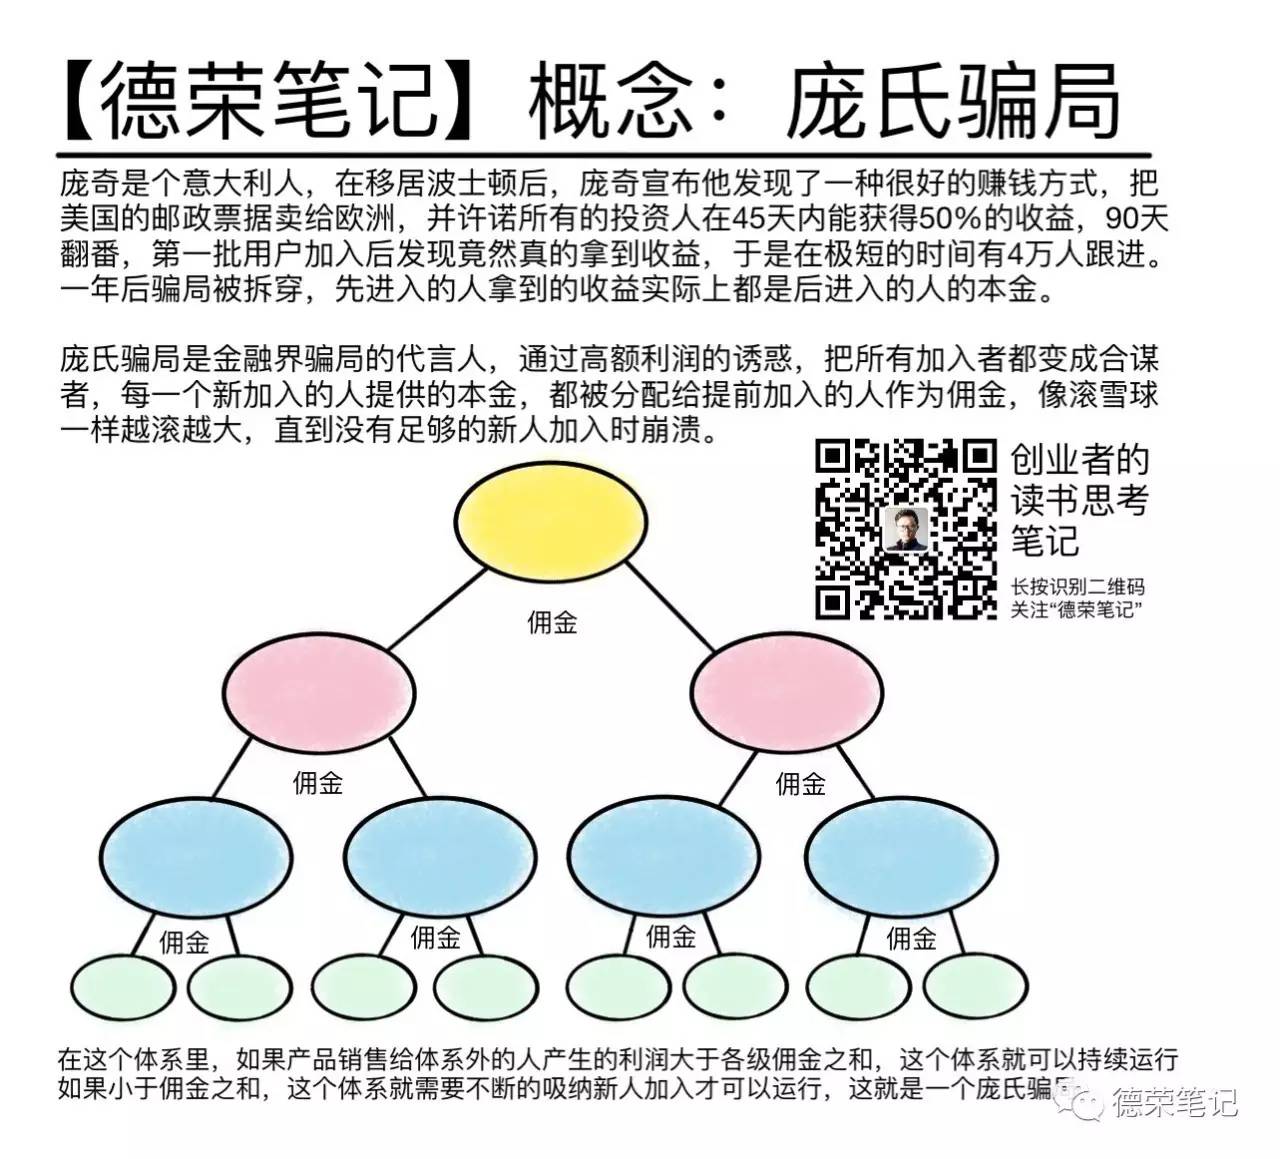 【德荣笔记】概念：庞氏骗局
庞奇是个意大利人，在移居波士顿后，庞奇宣布他发现了一种很好的赚钱方式，把
美国的邮政票据卖给欧洲，并许诺所有的投资人在45天内能获得50%的收益，90天
翻番，第一批用户加入后发现竟然真的拿到收益，于是在极短的时间有4万人跟进。
一年后骗局被拆穿，先进入的人拿到的收益实际上都是后进入的人的本金。
庞氏骗局是金融界骗局的代言人，通过高额利润的诱惑，把所有加入者都变成合谋
者，每一个新加入的人提供的本金，都被分配给提前加入的人作为佣金，像滚雪球
一样越滚越大，直到没有足够的新人加入时崩溃。
创业者的
读书思考
笔记
长按识别二维码
关注“德荣笔记”
佣金
佣金
佣金
佣金
佣金
佣金
佣金
在这个体系里，如果产品销售给体系外的人产生的利润大于各级佣金之和，这个体系就可以持续运行
如果小于佣金之和，这个体系就需要不断的吸纳新人加入才可以运行，这就是一个庞氏骗局
德荣笔记